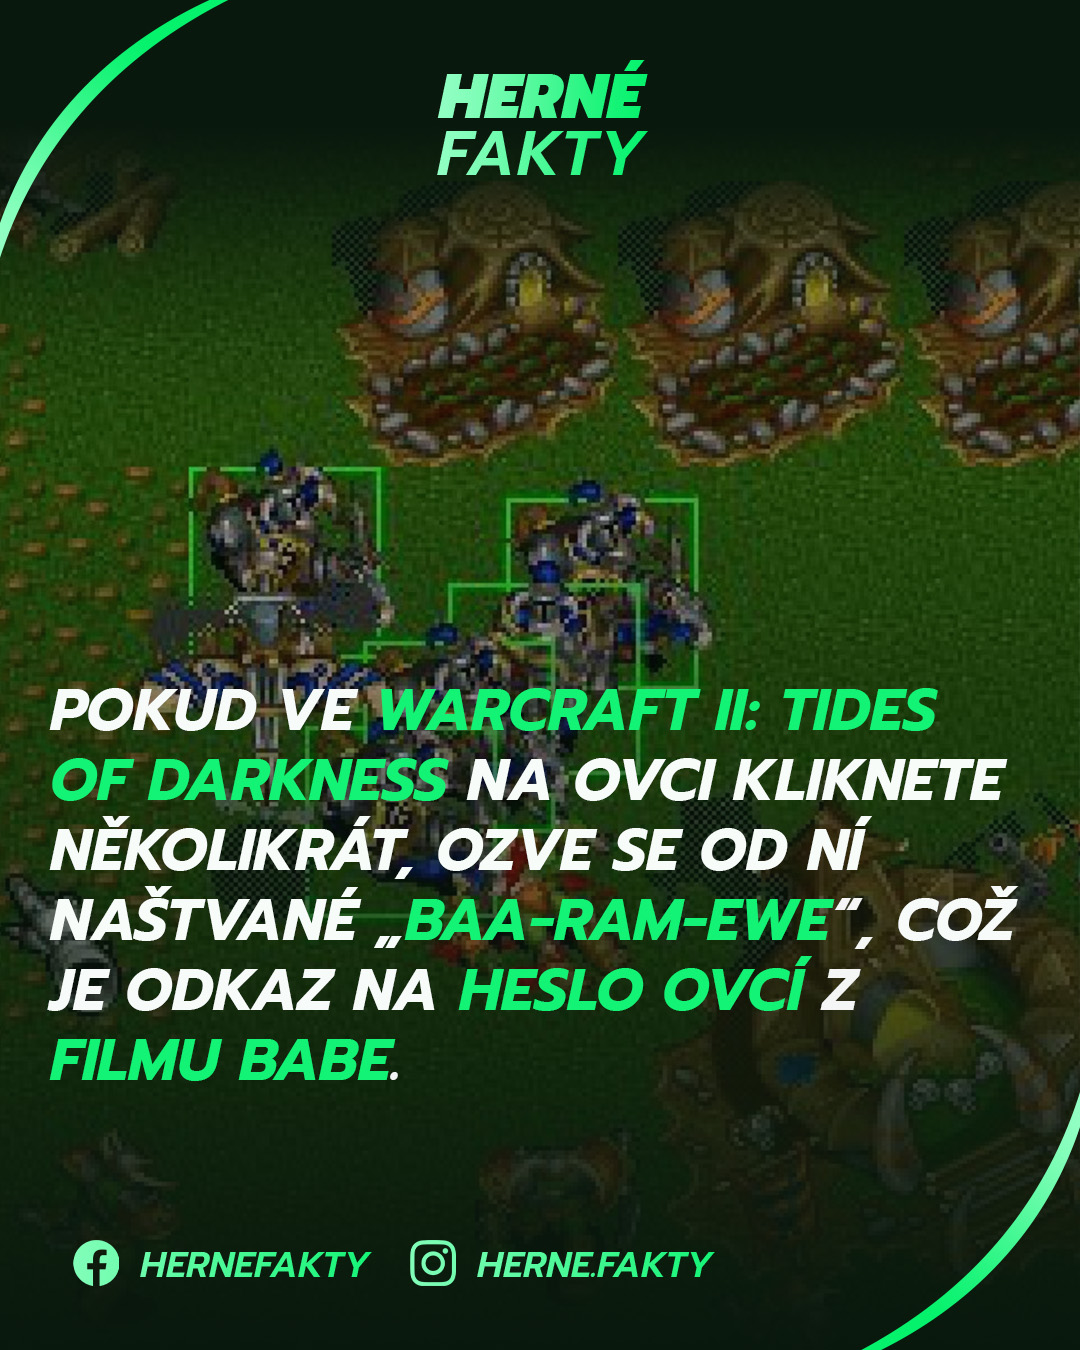 HERNÉ
FAKTY
POKUD VE WARCRAFT II: TIDES
OF DARKNESS NA OVCI KLIKNETE
NĚKOLIKRÁT, OZVE SE OD NÍ
NAŠTVANÉ „BAA-RAM-EWE“, COŽ
JE ODKAZ NA HESLO OVCÍ Z
FILMU BABE.
HERNEFAKTY HERNE.FAKTY